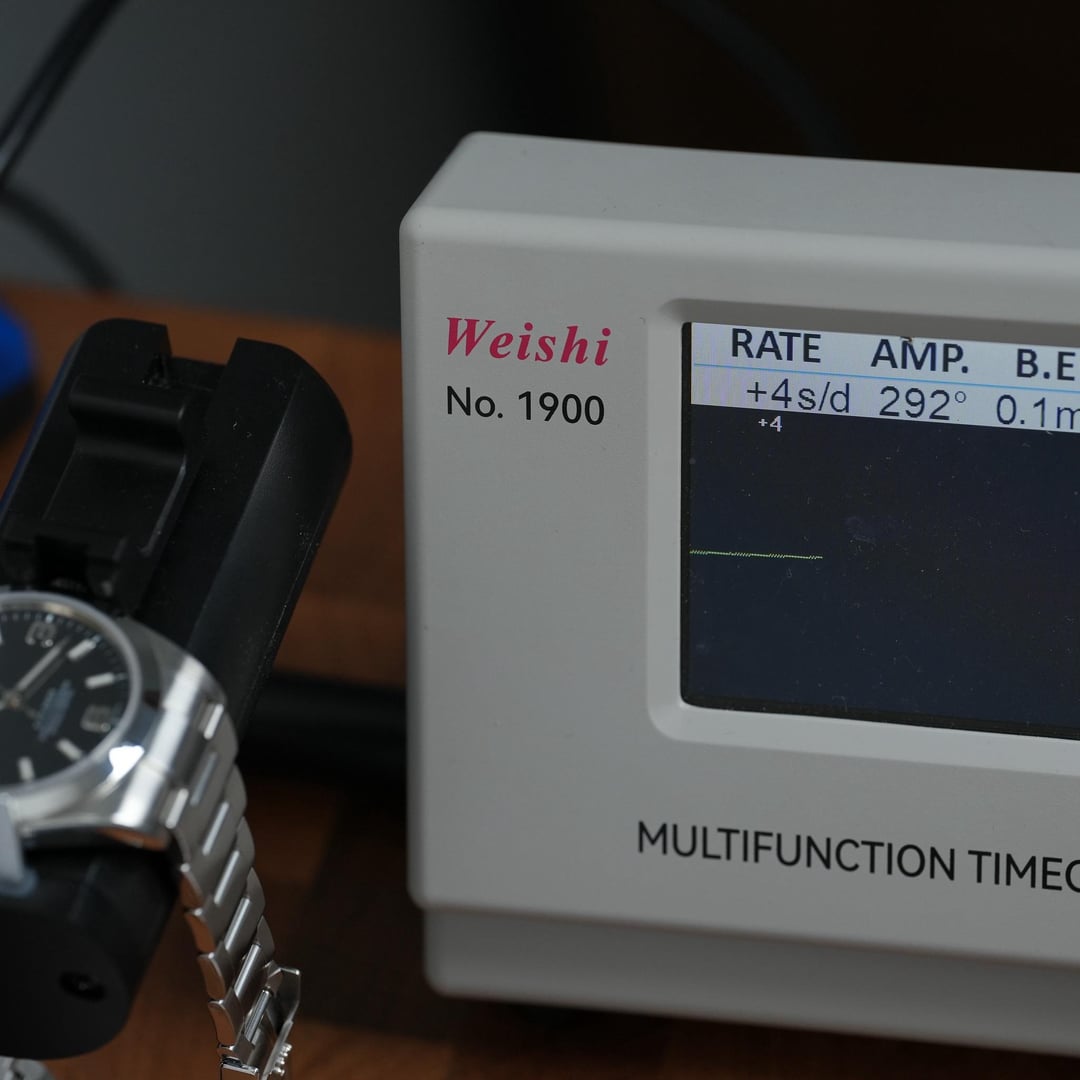 Weishi
No. 1900
RATE AMP. B.E
+4s/d 292° 0.1m
+4
MULTIFUNCTION TIMEG